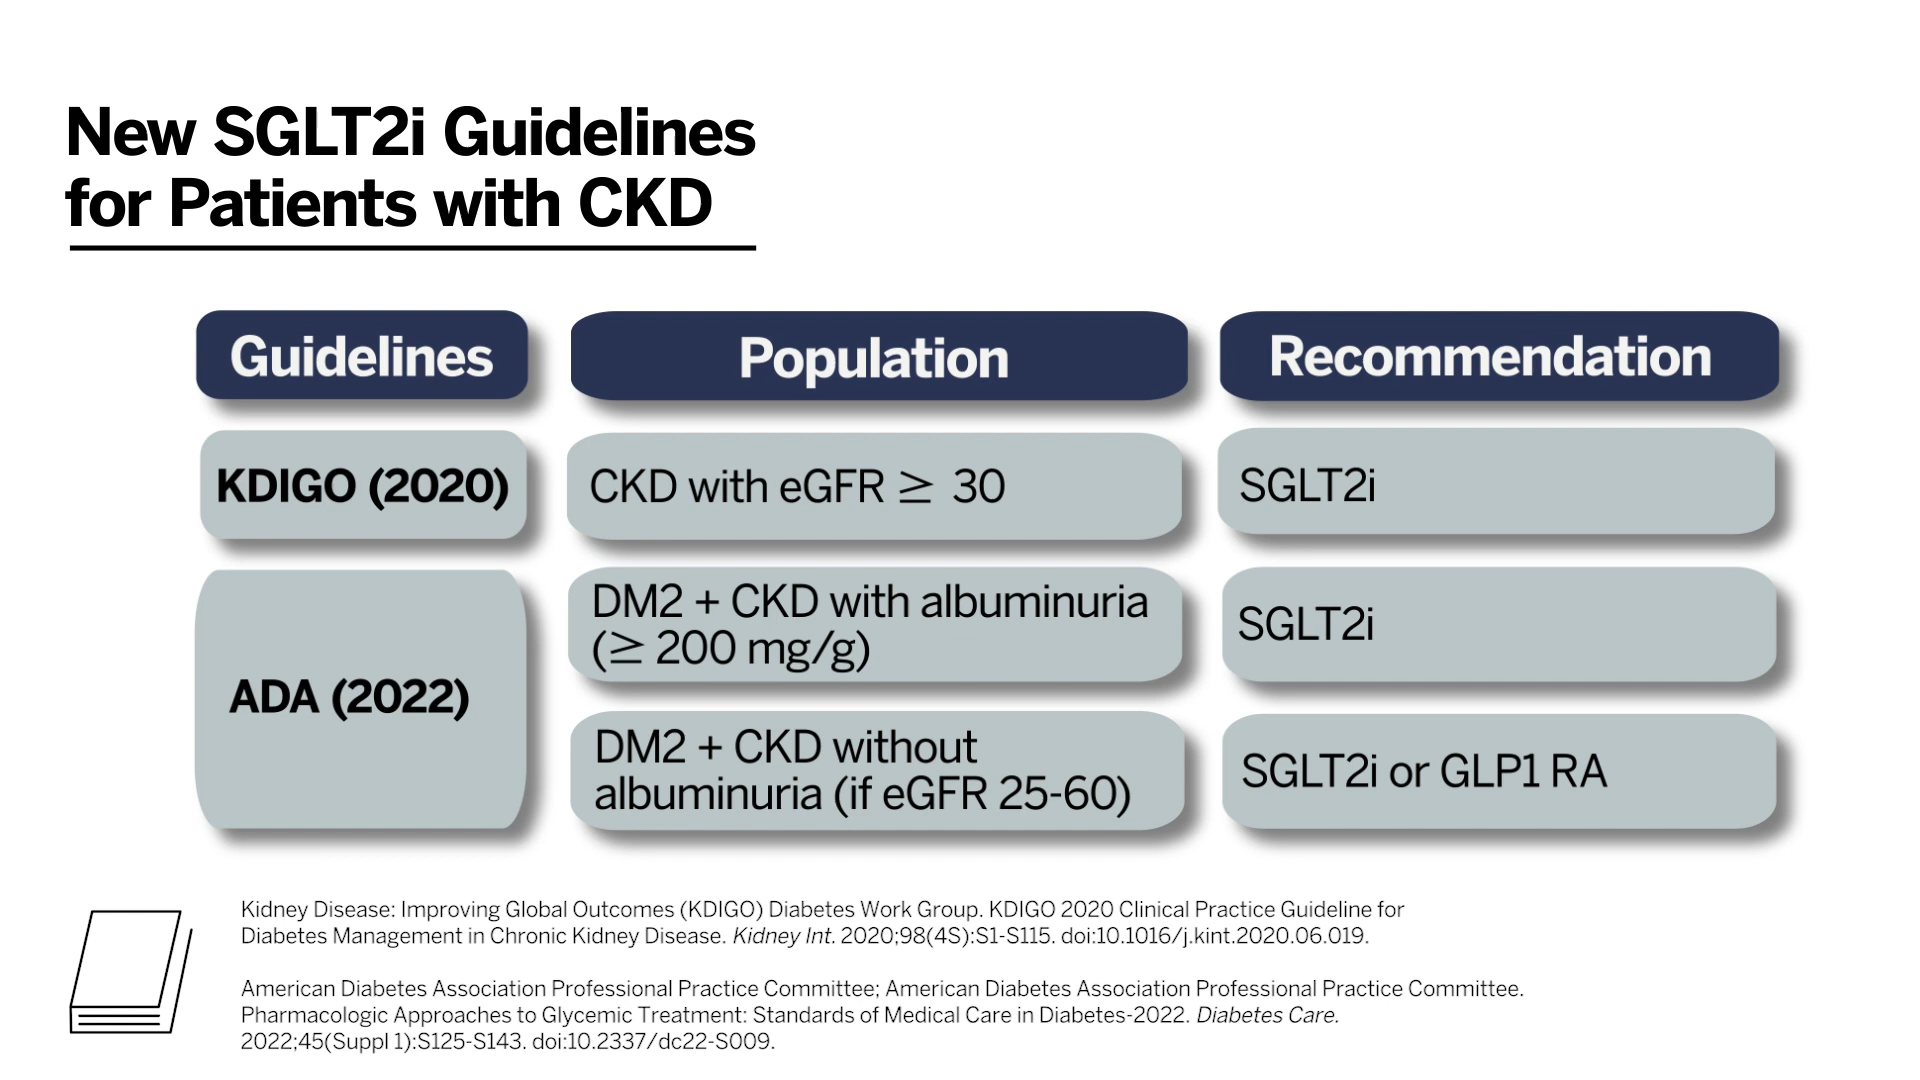 New SGLT2i Guidelines
for Patients with CKD
Guidelines
Population
Recommendation
KDIGO (2020)
CKD with eGFR ≥ 30
SGLT2i
ADA (2022)
DM2 + CKD with albuminuria
(≥ 200 mg/g)
SGLT2i
DM2 + CKD without
albuminuria (if eGFR 25-60)
SGLT2i or GLP1 RA
Kidney Disease: Improving Global Outcomes (KDIGO) Diabetes Work Group. KDIGO 2020 Clinical Practice Guideline for
Diabetes Management in Chronic Kidney Disease. Kidney Int. 2020;98(4S):S1-S115. doi:10.1016/j.kint.2020.06.019.
American Diabetes Association Professional Practice Committee; American Diabetes Association Professional Practice Committee.
Pharmacologic Approaches to Glycemic Treatment: Standards of Medical Care in Diabetes-2022. Diabetes Care.
2022;45(Suppl 1):S125-S143. doi:10.2337/dc22-S009.